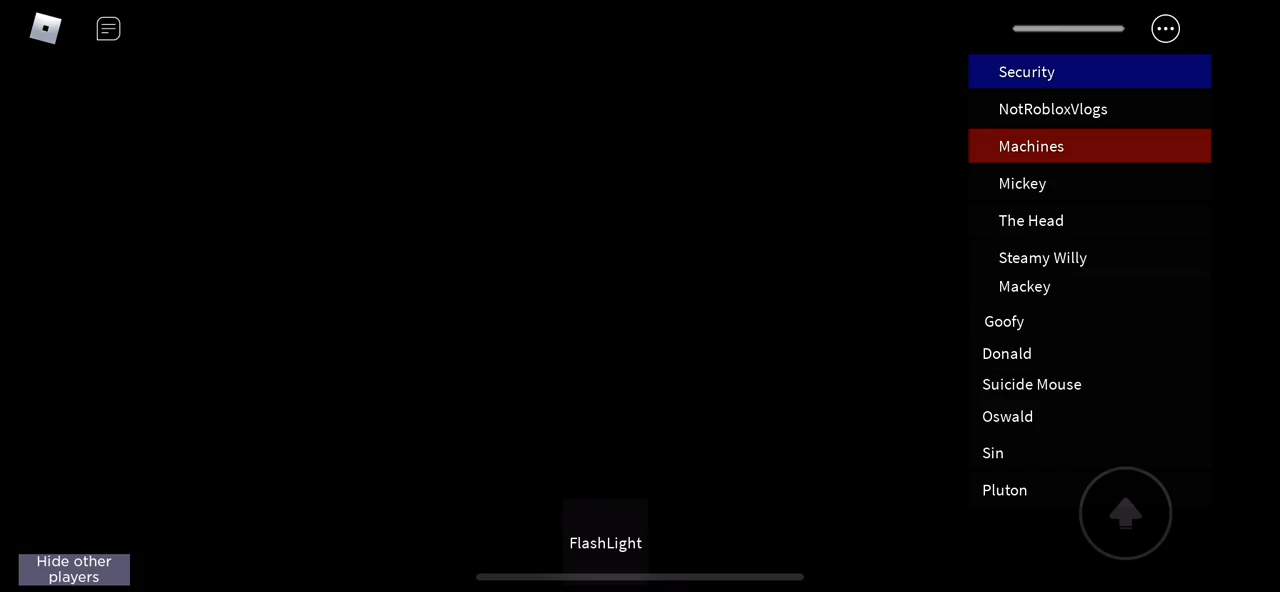 Security
NotRobloxVlogs
Machines
Mickey
The Head
Steamy Willy
Mackey
Goofy
Donald
Suicide Mouse
Oswald
Sin
Pluton
FlashLight
Hide other
players